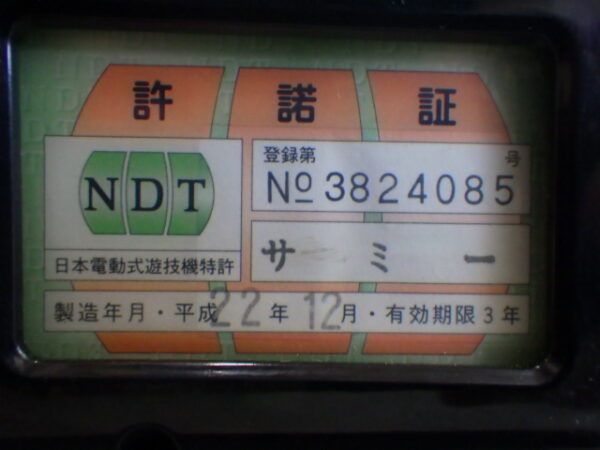 許諾証
NDT
日本電動式遊技機特許
登録第 号
No 3824085
サミー
製造年月・平成22年12月・有効期限3年